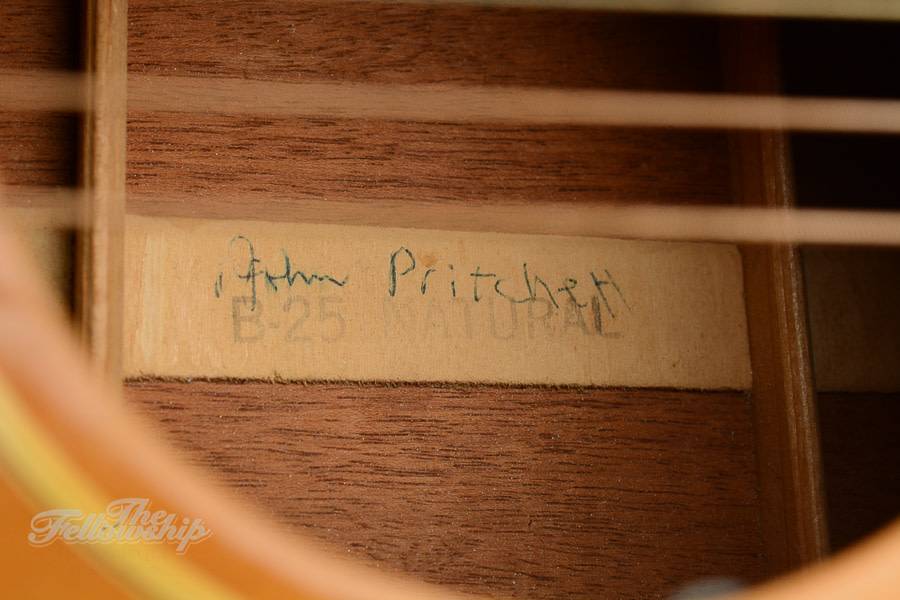 John Pritchett
B-25 NATURAL
The
Fellowship